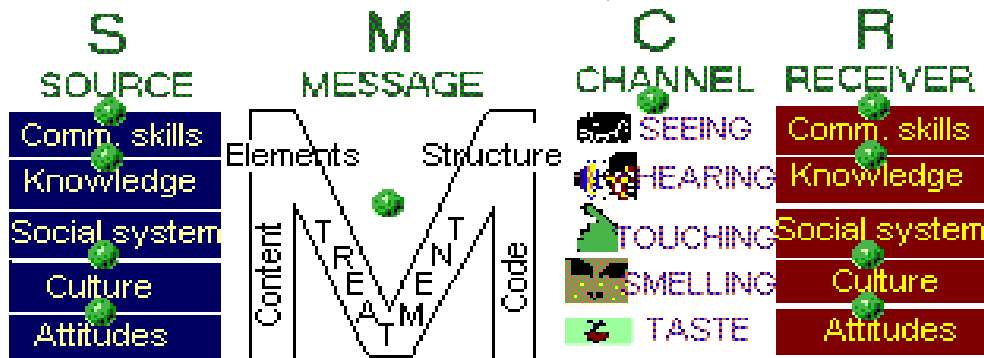 S M C R
SOURCE MESSAGE CHANNEL RECEIVER
Comm. skills
Knowledge
Social system
Culture
Attitudes
Elements
Structure
Content
TREATMENT
Code
SEEING
HEARING
TOUCHING
SMELLING
TASTE
Comm. skills
Knowledge
Social system
Culture
Attitudes